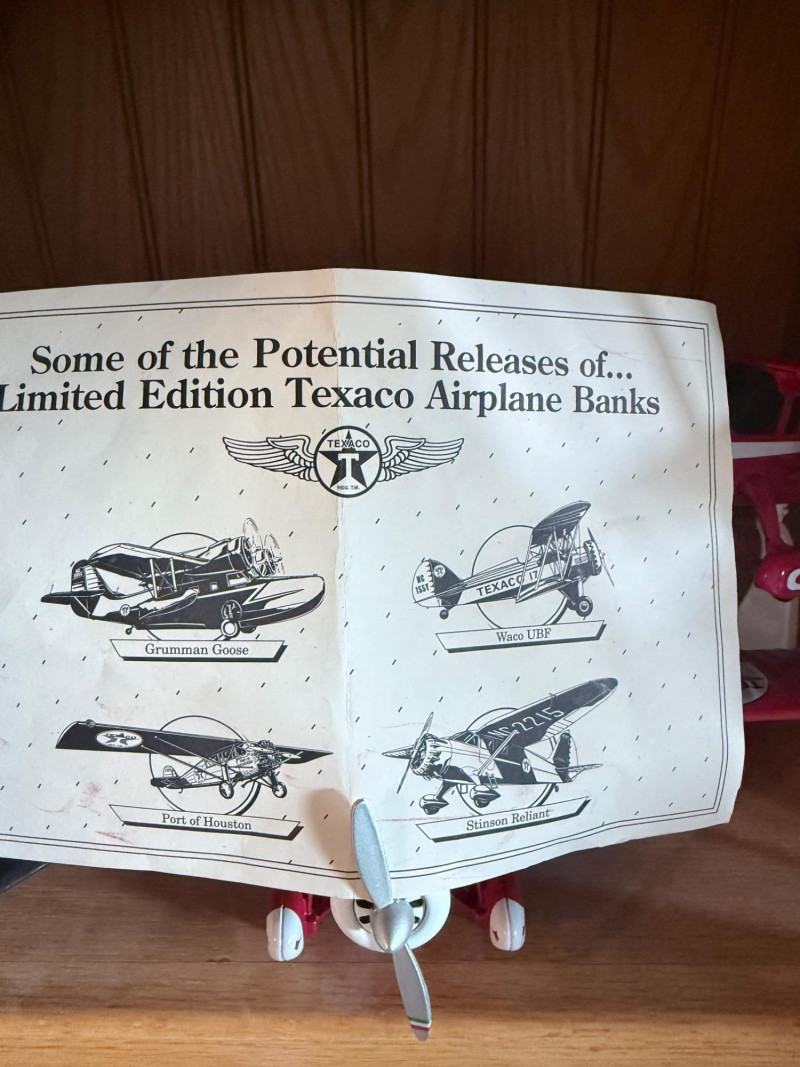 Some of the Potential Releases of...
Limited Edition Texaco Airplane Banks
TEXACO
T
REG. T.M.
NC
155Y
TEXACO 17
Grumman Goose
Waco UBF
NC2215
Port of Houston
Stinson Reliant